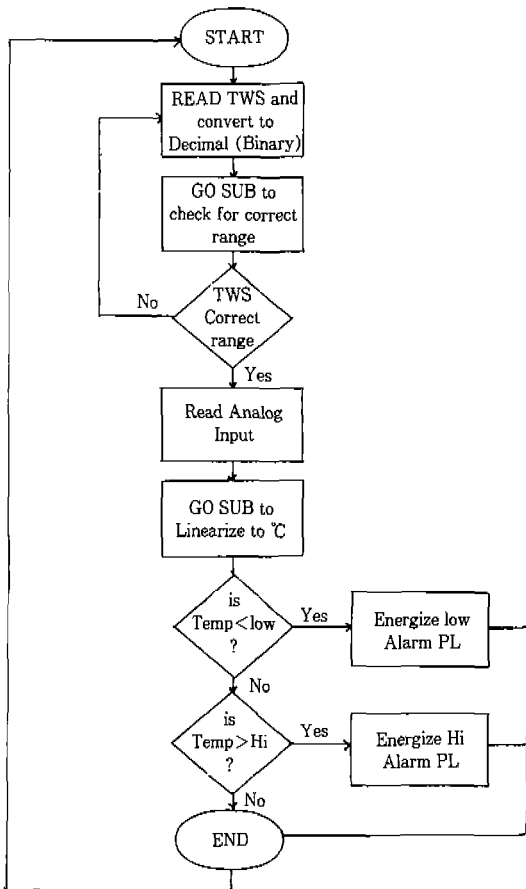 START
READ TWS and
convert to
Decimal (Binary)
GO SUB to
check for correct
range
No
TWS
Correct
range
Yes
Read Analog
Input
GO SUB to
Linearize to ℃
is
Temp<low
?
Yes
Energize low
Alarm PL
No
is
Temp>Hi
?
Yes
Energize Hi
Alarm PL
No
END